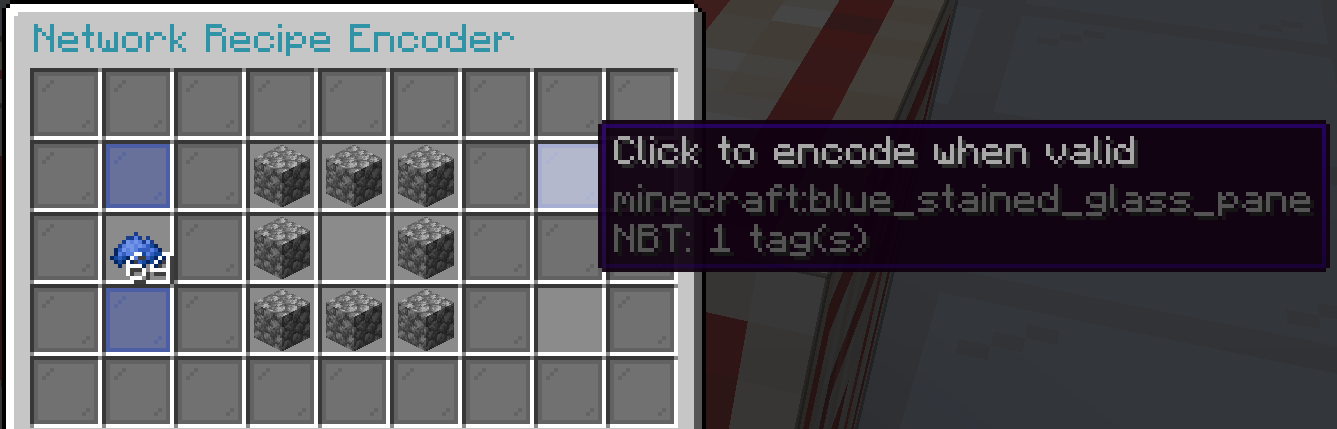 Network Recipe Encoder
Click to encode when valid
minecraft:blue_stained_glass_pane
NBT: 1 tag(s)
64